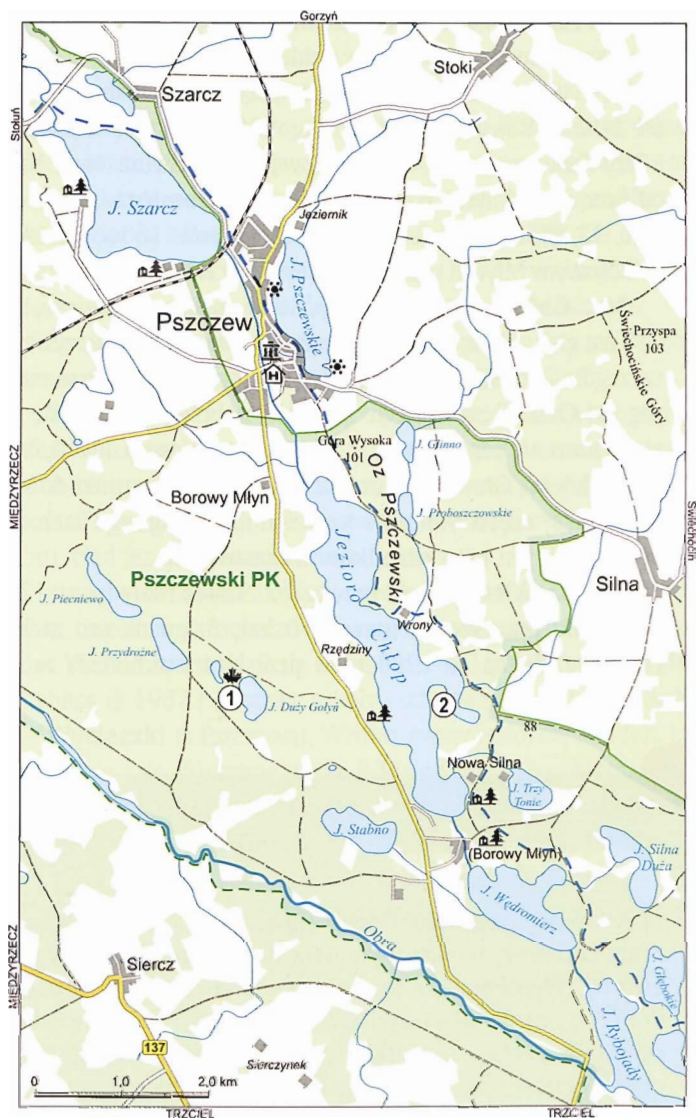 Gorzyń
Stoki
Szarcz
Stołuń
J. Szarcz
Jeziernik
J. Pszczewskie
Pszczew
Przyspa
103
Świechocińskie Góry
Góra Wysoka
101
J. Glinno
Oz Pszczewski
J. Proboszczowskie
MIĘDZYRZECZ
Świechocin
Borowy Młyn
Jezioro Chłop
Silna
Pszczewski PK
J. Piecniewo
Wrony
J. Przydrożne
Rzędziny
1
J. Duży Gołyń
2
88
Nowa Silna
J. Trzy
Tonie
J. Stabno
(Borowy Młyn)
J. Silna
Duża
J. Wędromierz
Obra
MIĘDZYRZECZ
Siercz
J. Głębokie
J. Rybojady
137
Sierczynek
0 1,0 2,0 km
TRZCIEL
TRZCIEL